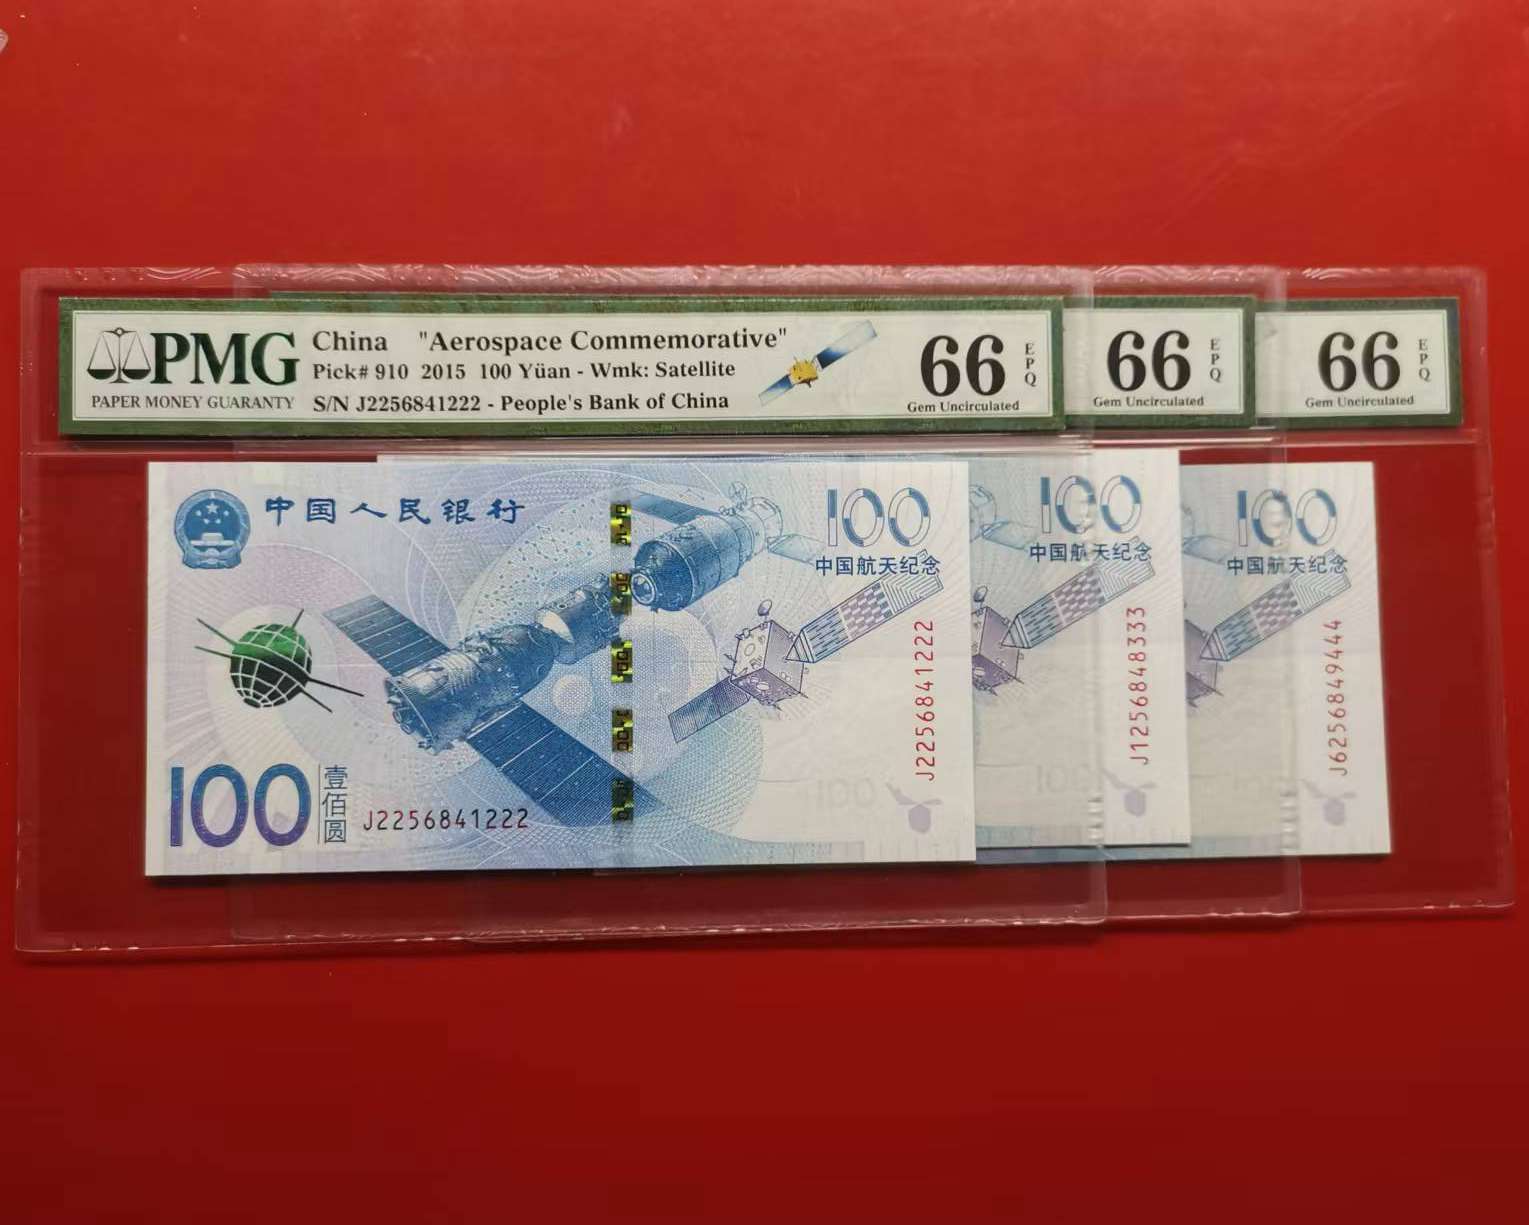 PMG
PAPER MONEY GUARANTY
China "Aerospace Commemorative"
Pick# 910 2015 100 Yüan - Wmk: Satellite
S/N J2256841222 - People's Bank of China
66 EPQ
Gem Uncirculated
66 EPQ
Gem Uncirculated
66 EPQ
Gem Uncirculated
中国人民银行
100
中国航天纪念
J2256841222
100
壹佰圆
J2256841222
100
中国航天纪念
J1256848333
100
中国航天纪念
J6256849444